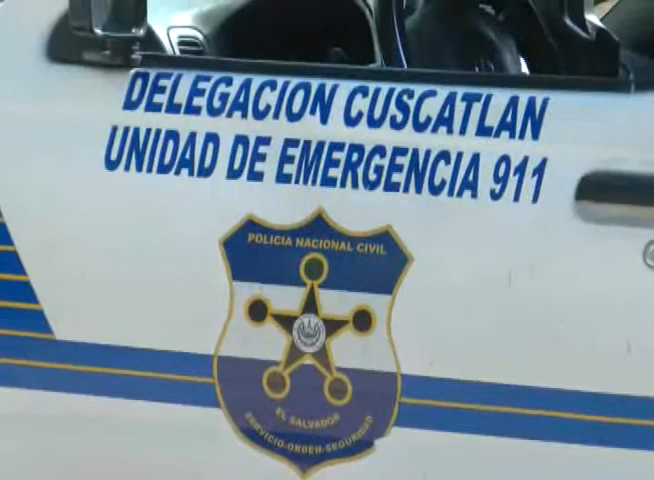 DELEGACION CUSCATLAN
UNIDAD DE EMERGENCIA 911
POLICIA NACIONAL CIVIL
EL SALVADOR
SERVICIO-ORDEN-SEGURIDAD